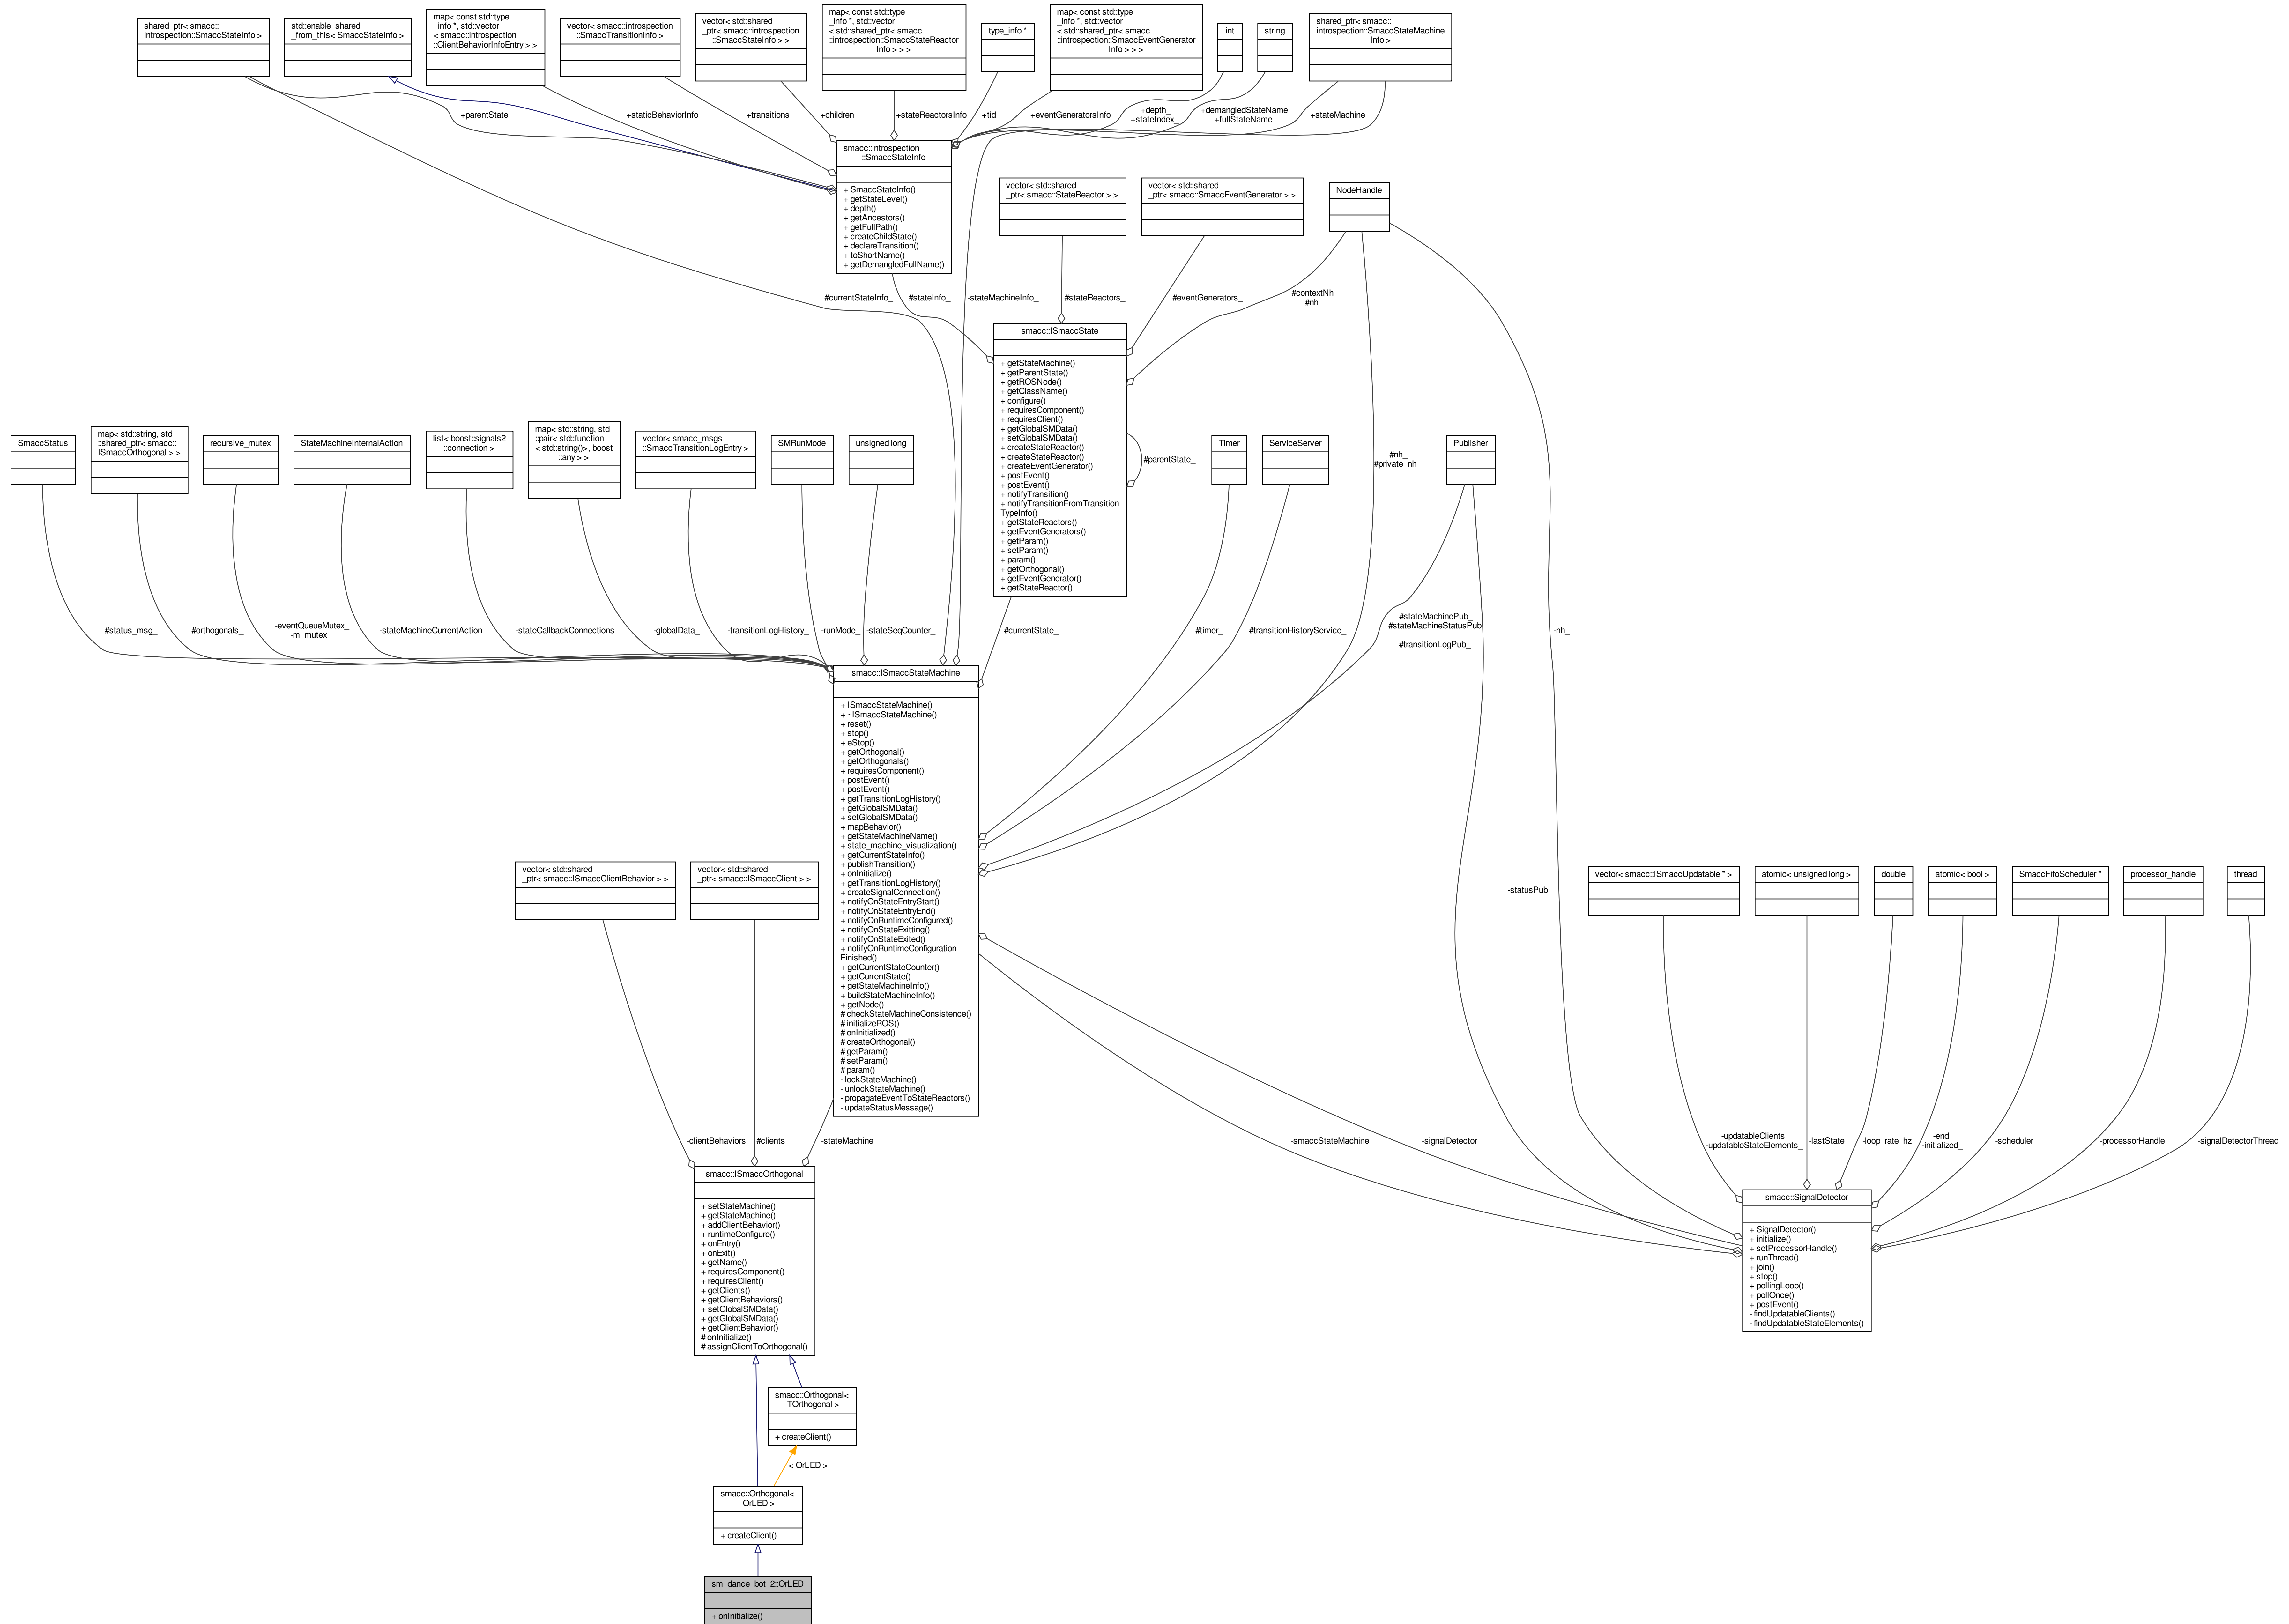 shared_ptr< smacc::
introspection::SmaccStateInfo >
std::enable_shared
_from_this< SmaccStateInfo >
map< const std::type
_info *, std::vector
< smacc::introspection
::ClientBehaviorInfoEntry > >
vector< smacc::introspection
::SmaccTransitionInfo >
vector< std::shared
_ptr< smacc::introspection
::SmaccStateInfo > >
map< const std::type
_info *, std::vector
< std::shared_ptr< smacc
::introspection::SmaccStateReactor
Info > > >
type_info *
map< const std::type
_info *, std::vector
< std::shared_ptr< smacc
::introspection::SmaccEventGenerator
Info > > >
int
string
shared_ptr< smacc::
introspection::SmaccStateMachine
Info >
+parentState_
+staticBehaviorInfo
+transitions_
+children_
+stateReactorsInfo
+tid_
+eventGeneratorsInfo
+depth_
+stateIndex_
+demangledStateName
+fullStateName
+stateMachine_
smacc::introspection
::SmaccStateInfo
+ SmaccStateInfo()
+ getStateLevel()
+ depth()
+ getAncestors()
+ getFullPath()
+ createChildState()
+ declareTransition()
+ toShortName()
+ getDemangledFullName()
vector< std::shared
_ptr< smacc::StateReactor > >
vector< std::shared
_ptr< smacc::SmaccEventGenerator > >
NodeHandle
#currentStateInfo_
#stateInfo_
-stateMachineInfo_
#stateReactors_
#eventGenerators_
#contextNh
#nh
smacc::ISmaccState
+ getStateMachine()
+ getParentState()
+ getROSNode()
+ getClassName()
+ configure()
+ requiresComponent()
+ requiresClient()
+ getGlobalSMData()
+ setGlobalSMData()
+ createStateReactor()
+ createStateReactor()
+ createEventGenerator()
+ postEvent()
+ postEvent()
+ notifyTransition()
+ notifyTransitionFromTransition
TypeInfo()
+ getStateReactors()
+ getEventGenerators()
+ getParam()
+ setParam()
+ param()
+ getOrthogonal()
+ getEventGenerator()
+ getStateReactor()
#parentState_
SmaccStatus
map< std::string, std
::shared_ptr< smacc::
ISmaccOrthogonal > >
recursive_mutex
StateMachineInternalAction
list< boost::signals2
::connection >
map< std::string, std
::pair< std::function
< std::string()>, boost
::any > >
vector< smacc_msgs
::SmaccTransitionLogEntry >
SMRunMode
unsigned long
Timer
ServiceServer
Publisher
#nh_
#private_nh_
#status_msg_
#orthogonals_
-eventQueueMutex_
-m_mutex_
-stateMachineCurrentAction
-stateCallbackConnections
-globalData_
-transitionLogHistory_
-runMode_
-stateSeqCounter_
#currentState_
#timer_
#transitionHistoryService_
#stateMachinePub_
#stateMachineStatusPub
_
#transitionLogPub_
-nh_
smacc::ISmaccStateMachine
+ ISmaccStateMachine()
+ ~ISmaccStateMachine()
+ reset()
+ stop()
+ eStop()
+ getOrthogonal()
+ getOrthogonals()
+ requiresComponent()
+ postEvent()
+ postEvent()
+ getTransitionLogHistory()
+ getGlobalSMData()
+ setGlobalSMData()
+ mapBehavior()
+ getStateMachineName()
+ state_machine_visualization()
+ getCurrentStateInfo()
+ publishTransition()
+ onInitialize()
+ getTransitionLogHistory()
+ createSignalConnection()
+ notifyOnStateEntryStart()
+ notifyOnStateEntryEnd()
+ notifyOnRuntimeConfigured()
+ notifyOnStateExitting()
+ notifyOnStateExited()
+ notifyOnRuntimeConfiguration
Finished()
+ getCurrentStateCounter()
+ getCurrentState()
+ getStateMachineInfo()
+ buildStateMachineInfo()
+ getNode()
# checkStateMachineConsistence()
# initializeROS()
# onInitialized()
# createOrthogonal()
# getParam()
# setParam()
# param()
- lockStateMachine()
- unlockStateMachine()
- propagateEventToStateReactors()
- updateStatusMessage()
vector< std::shared
_ptr< smacc::ISmaccClientBehavior > >
vector< std::shared
_ptr< smacc::ISmaccClient > >
-statusPub_
vector< smacc::ISmaccUpdatable * >
atomic< unsigned long >
double
atomic< bool >
SmaccFifoScheduler *
processor_handle
thread
-clientBehaviors_
#clients_
-stateMachine_
-smaccStateMachine_
-signalDetector_
-updatableClients_
-updatableStateElements_
-lastState_
-loop_rate_hz
-end_
-initialized_
-scheduler_
-processorHandle_
-signalDetectorThread_
smacc::ISmaccOrthogonal
+ setStateMachine()
+ getStateMachine()
+ addClientBehavior()
+ runtimeConfigure()
+ onEntry()
+ onExit()
+ getName()
+ requiresComponent()
+ requiresClient()
+ getClients()
+ getClientBehaviors()
+ setGlobalSMData()
+ getGlobalSMData()
+ getClientBehavior()
# onInitialize()
# assignClientToOrthogonal()
smacc::SignalDetector
+ SignalDetector()
+ initialize()
+ setProcessorHandle()
+ runThread()
+ join()
+ stop()
+ pollingLoop()
+ pollOnce()
+ postEvent()
- findUpdatableClients()
- findUpdatableStateElements()
smacc::Orthogonal<
TOrthogonal >
+ createClient()
< OrLED >
smacc::Orthogonal<
OrLED >
+ createClient()
sm_dance_bot_2::OrLED
+ onInitialize()